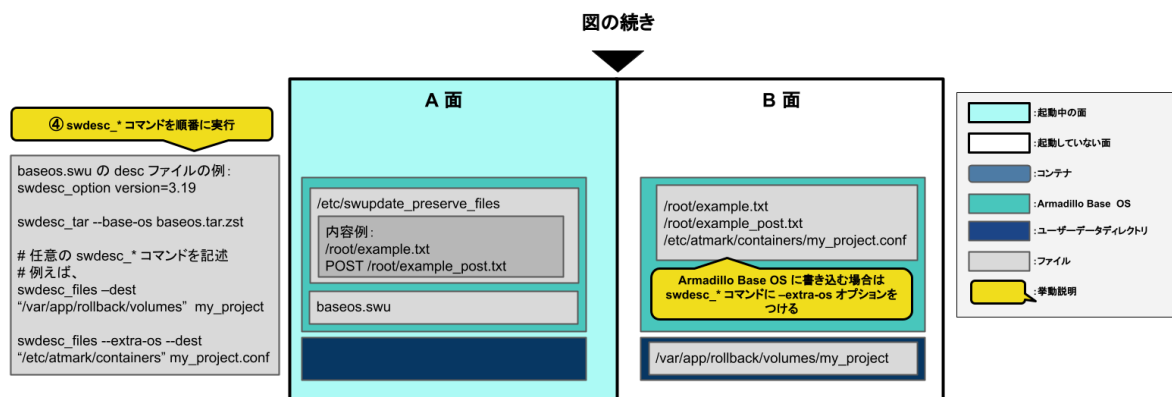 図の続き
A 面
B 面
④ swdesc_* コマンドを順番に実行
baseos.swu の desc ファイルの例：
swdesc_option version=3.19
swdesc_tar --base-os baseos.tar.zst
# 任意の swdesc_* コマンドを記述
# 例えば、
swdesc_files –dest
“/var/app/rollback/volumes” my_project
swdesc_files --extra-os --dest
“/etc/atmark/containers” my_project.conf
/etc/swupdate_preserve_files
内容例：
/root/example.txt
POST /root/example_post.txt
baseos.swu
/root/example.txt
/root/example_post.txt
/etc/atmark/containers/my_project.conf
Armadillo Base OS に書き込む場合は
swdesc_* コマンドに –extra-os オプションを
つける
/var/app/rollback/volumes/my_project
：起動中の面
：起動していない面
：コンテナ
：Armadillo Base OS
：ユーザーデータディレクトリ
：ファイル
：挙動説明